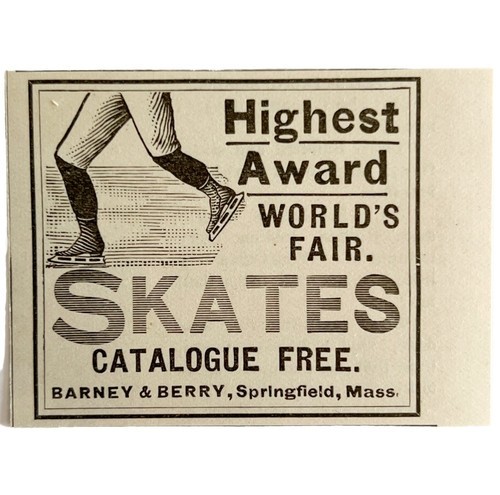 Highest
Award
WORLD'S
FAIR.
SKATES
CATALOGUE FREE.
BARNEY & BERRY, Springfield, Mass.